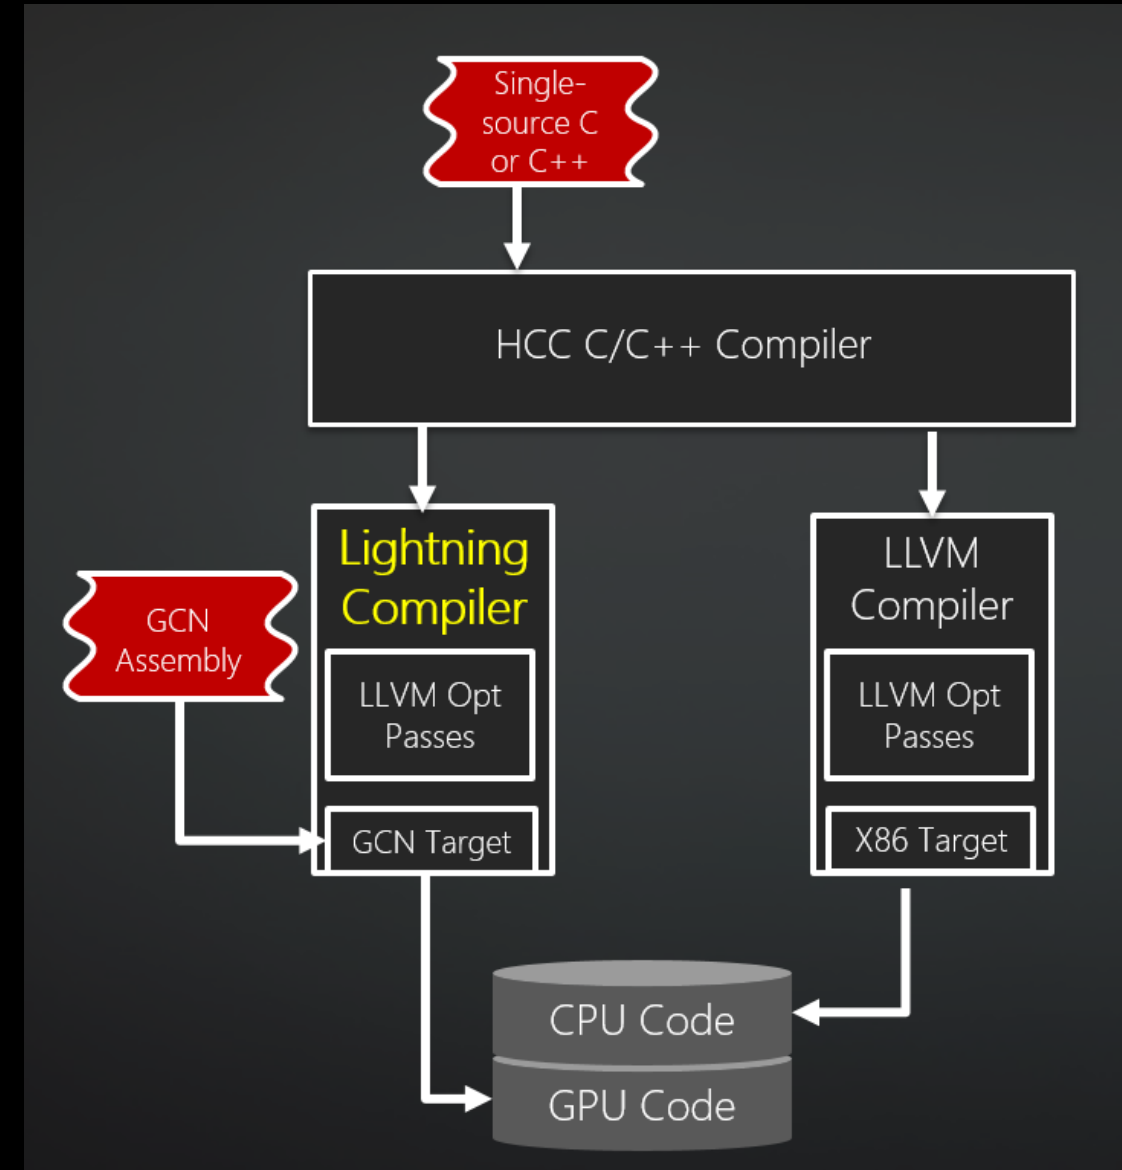 Single-
source C
or C++
HCC C/C++ Compiler
Lightning
Compiler
LLVM
Compiler
GCN
Assembly
LLVM Opt
Passes
LLVM Opt
Passes
GCN Target
X86 Target
CPU Code
GPU Code